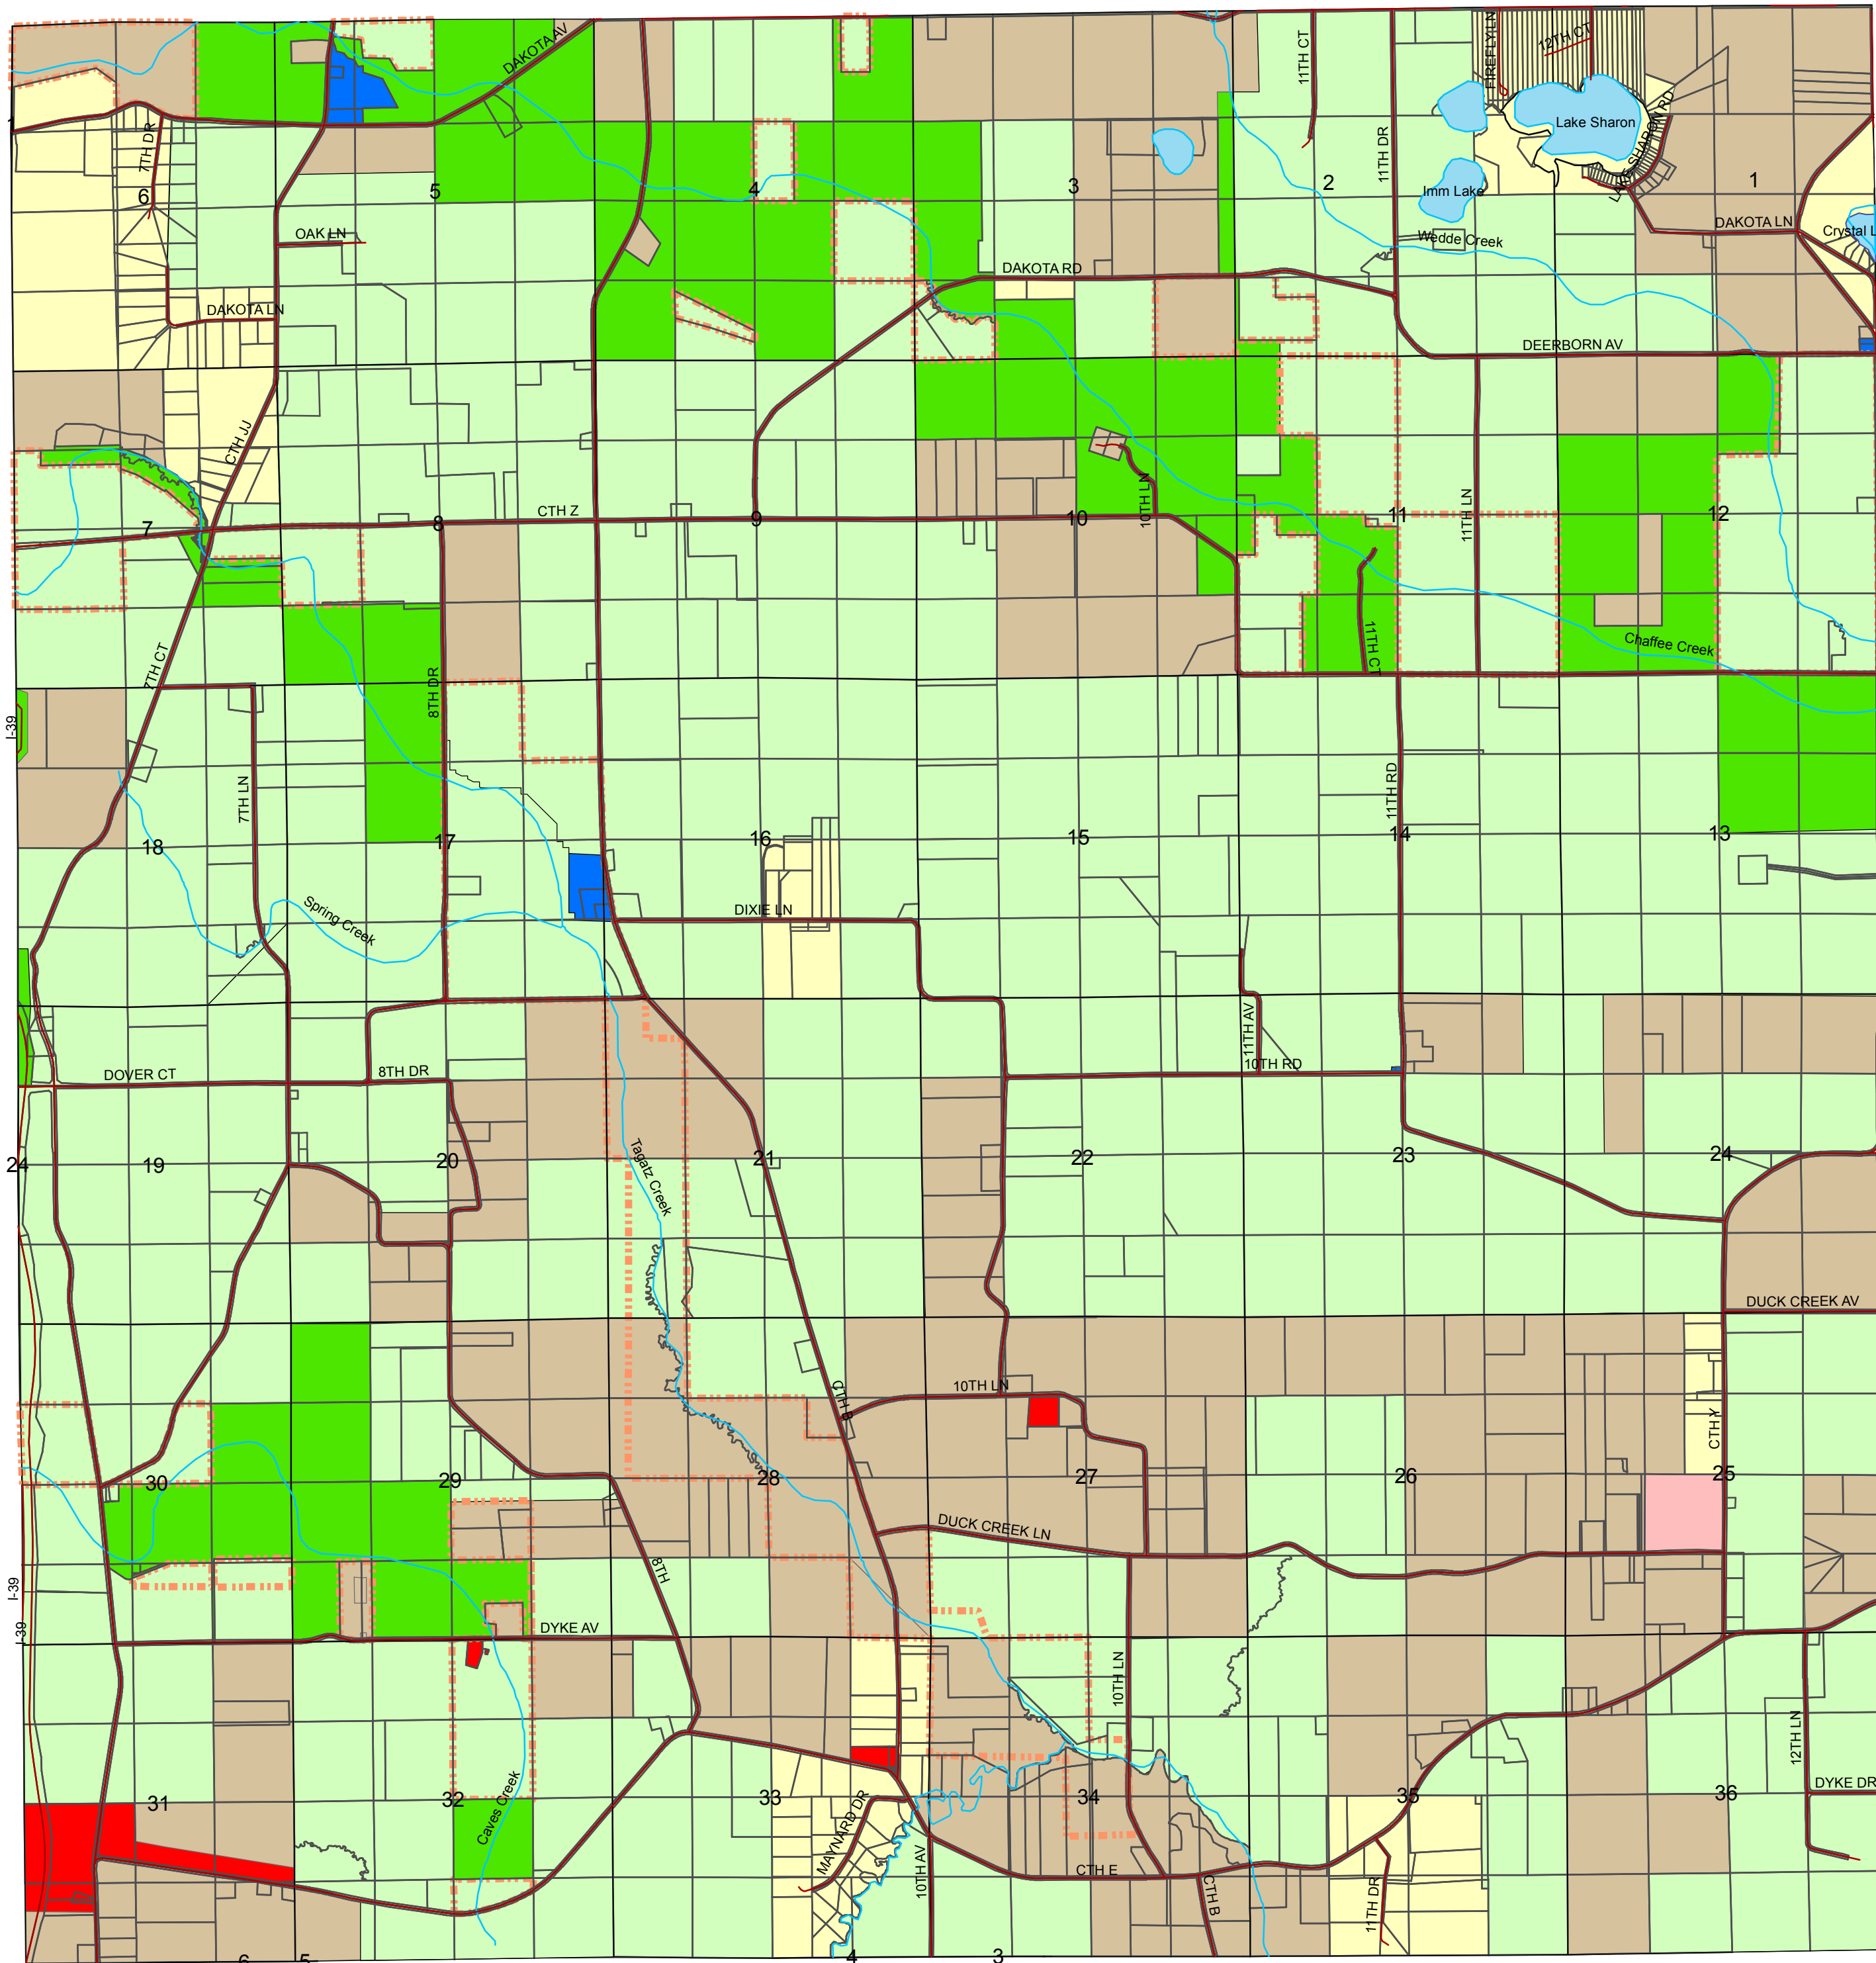 DAKOTA AV
11TH CT
FIREFLY LN
12TH CT
7TH DR
11TH DR
Lake Sharon
LAKE SHARON RD
6
5
4
3
2
1
Imm Lake
OAK LN
DAKOTA LN
Wedde Creek
Crystal L
DAKOTA RD
DAKOTA LN
DEERBORN AV
CTH JJ
10TH LN
11TH LN
CTH Z
7
8
9
10
11
12
7TH CT
8TH DR
11TH CT
Chaffee Creek
I-39
7TH LN
11TH RD
18
17
16
15
14
13
Spring Creek
DIXIE LN
11TH AV
DOVER CT
8TH DR
10TH RD
24
19
20
21
22
23
24
Tagatz Creek
DUCK CREEK AV
10TH LN
CTH B
CTH Y
30
29
28
27
26
25
DUCK CREEK LN
8TH
I-39
I-39
DYKE AV
10TH LN
12TH LN
31
32
33
34
35
36
DYKE DR
Caves Creek
MAYNARD DR
10TH AV
CTH E
CTH B
11TH DR
6
5
4
3